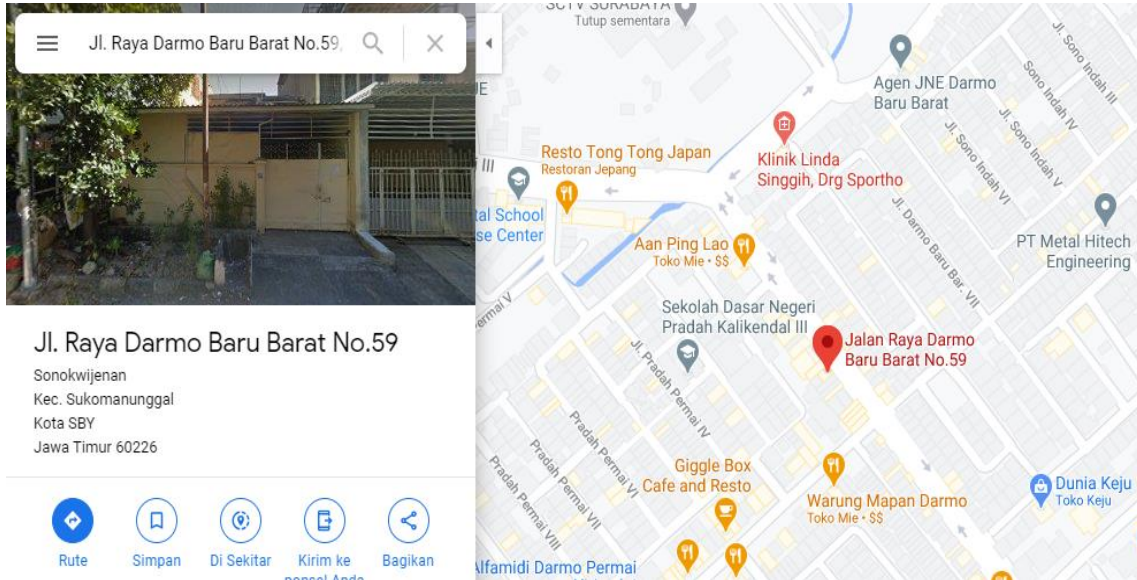 Jl. Raya Darmo Baru Barat No.59,
Jl. Raya Darmo Baru Barat No.59
Sonokwijenan
Kec. Sukomanunggal
Kota SBY
Jawa Timur 60226
Rute
Simpan
Di Sekitar
Kirim ke
ponsel Anda
Bagikan
SCTV SURABAYA
Tutup sementara
Agen JNE Darmo
Baru Barat
Jl. Sono Indah III
Sono Indah IV
Jl. Sono Indah V
Jl. Sono Indah VI
Klinik Linda
Singgih, Drg Sportho
Resto Tong Tong Japan
Restoran Jepang
III
tal School
se Center
Aan Ping Lao
Toko Mie • $$
Jl. Darmo Baru Bar. VII
PT Metal Hitech
Engineering
Sekolah Dasar Negeri
Pradah Kalikendal III
ermai V
Jalan Raya Darmo
Baru Barat No.59
Jl. Pradah Permai IV
Pradah Permai VI
Pradah Permai VII
Pradah Permai VIII
Giggle Box
Cafe and Resto
Warung Mapan Darmo
Toko Mie • $$
Dunia Keju
Toko Keju
Alfamidi Darmo Permai